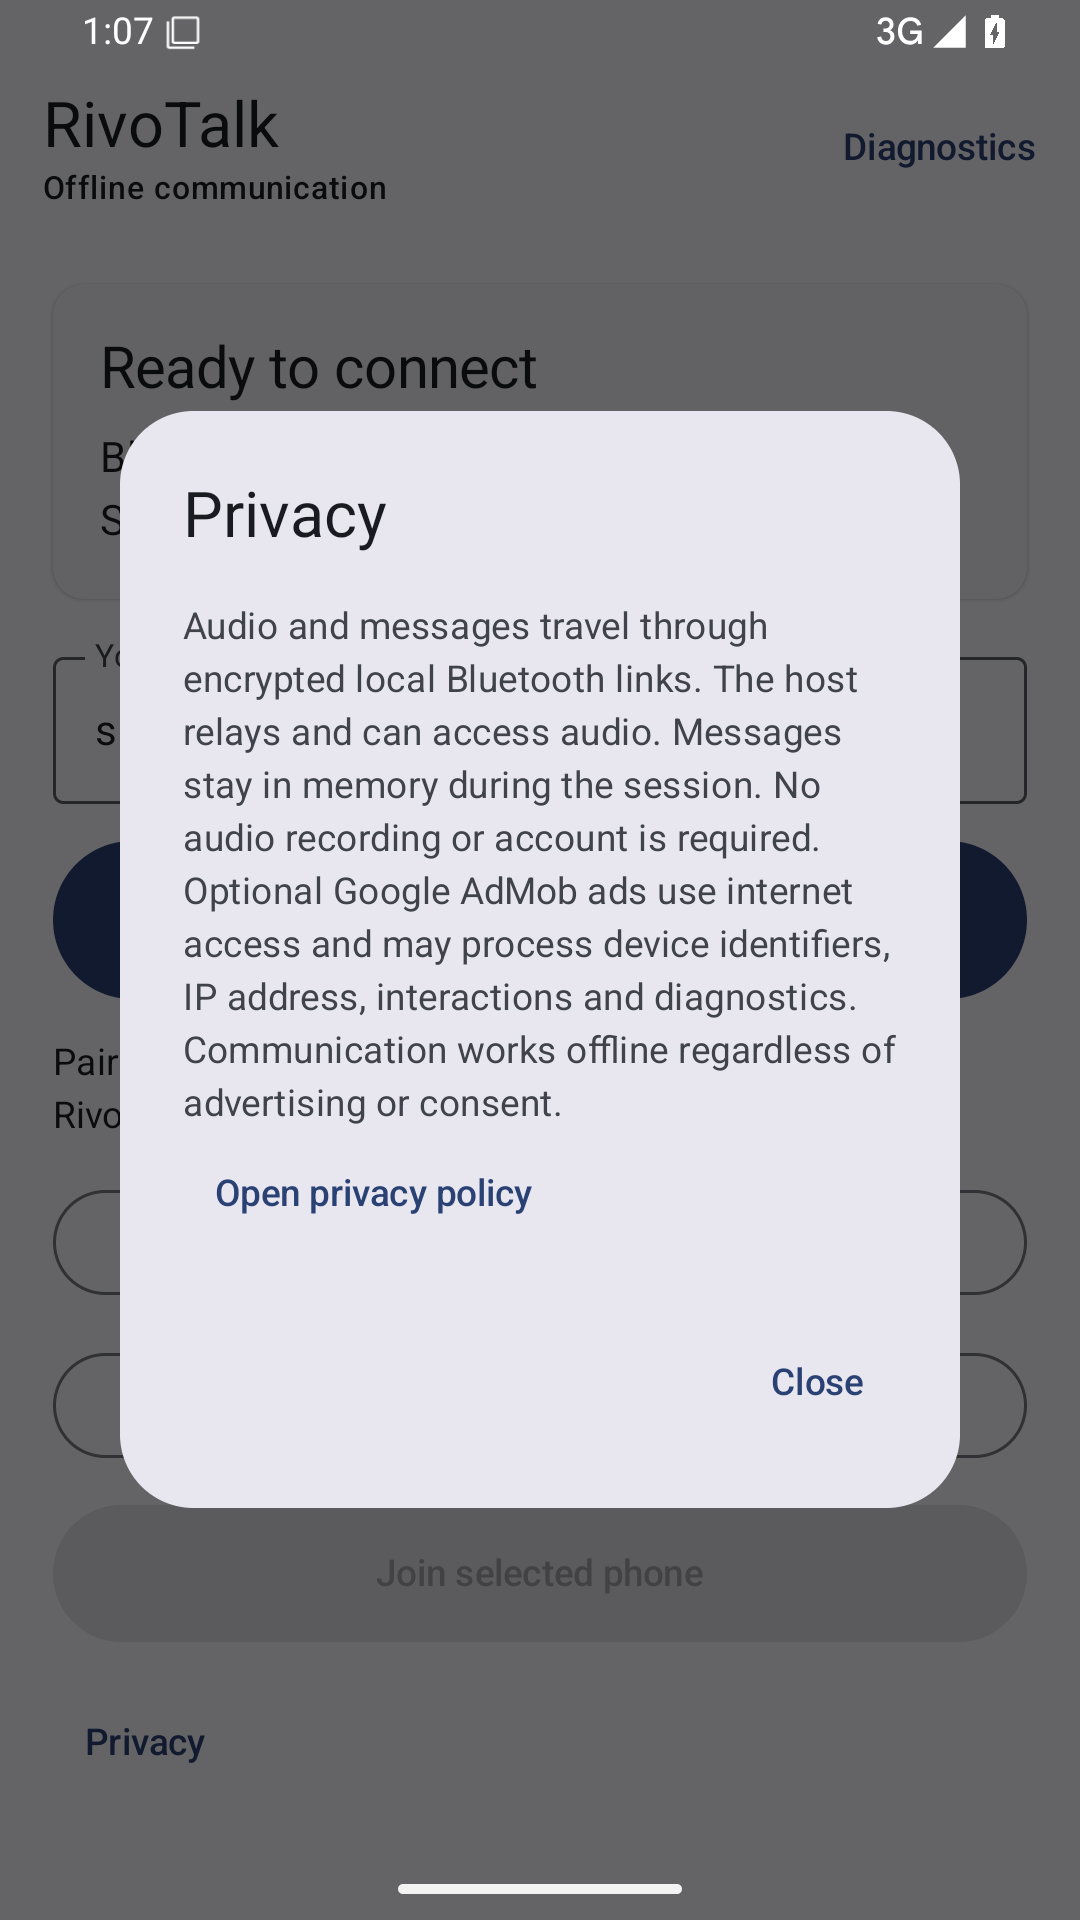 1:07
3G
RivoTalk
Diagnostics
Offline communication
Ready to connect
Privacy
Audio and messages travel through
encrypted local Bluetooth links. The host
relays and can access audio. Messages
stay in memory during the session. No
audio recording or account is required.
Optional Google AdMob ads use internet
access and may process device identifiers,
IP address, interactions and diagnostics.
Communication works offline regardless of
advertising or consent.
Open privacy policy
Close
Pair
Rivo
Join selected phone
Privacy